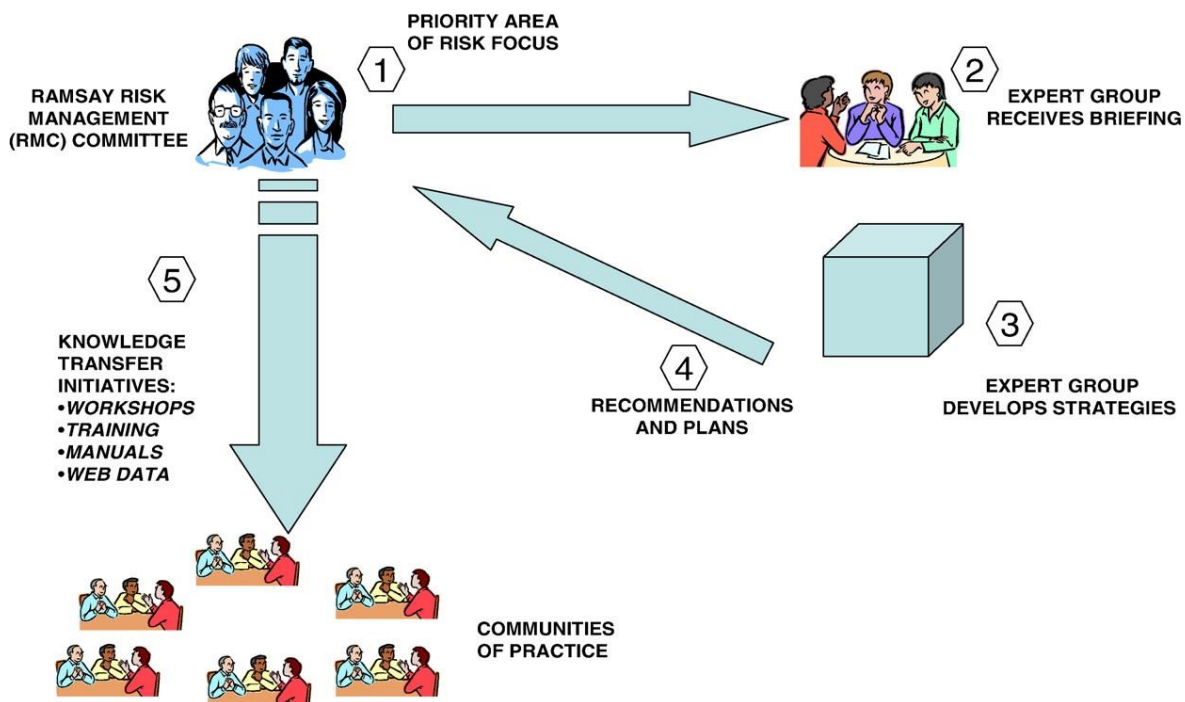 PRIORITY AREA
OF RISK FOCUS
1
RAMSAY RISK
MANAGEMENT
(RMC) COMMITTEE
2
EXPERT GROUP
RECEIVES BRIEFING
3
EXPERT GROUP
DEVELOPS STRATEGIES
4
RECOMMENDATIONS
AND PLANS
5
KNOWLEDGE
TRANSFER
INITIATIVES:
•WORKSHOPS
•TRAINING
•MANUALS
•WEB DATA
COMMUNITIES
OF PRACTICE